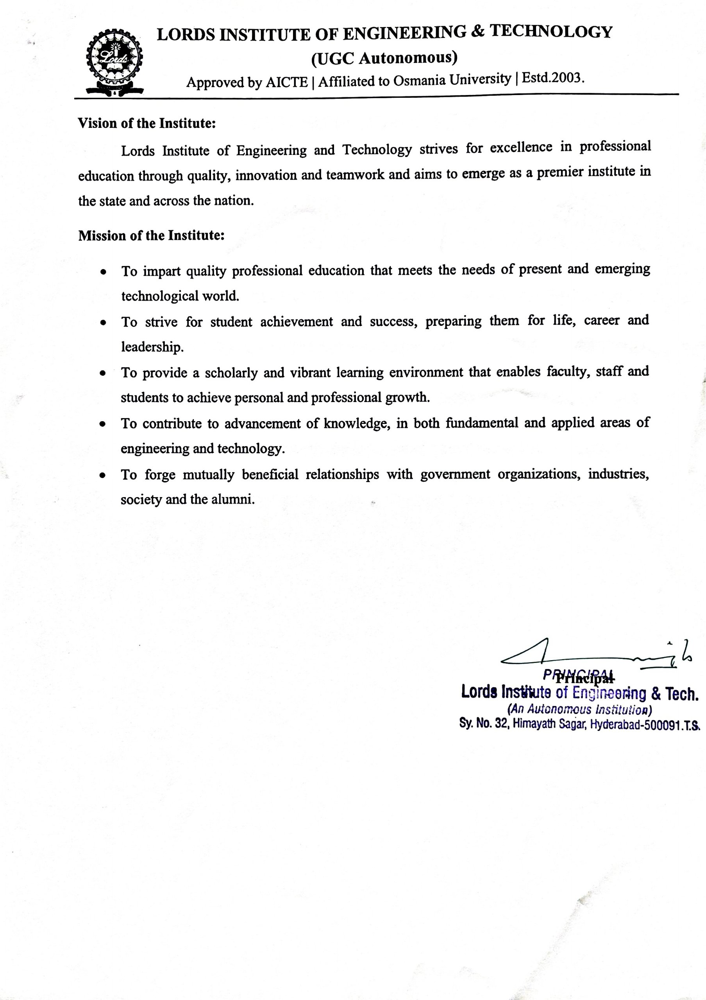 LORDS INSTITUTE OF ENGINEERING & TECHNOLOGY
Lords
(UGC Autonomous)
Approved by AICTE | Affiliated to Osmania University | Estd.2003.
Vision of the Institute:
Lords Institute of Engineering and Technology strives for excellence in professional
education through quality, innovation and teamwork and aims to emerge as a premier institute in
the state and across the nation.
Mission of the Institute:
• To impart quality professional education that meets the needs of present and emerging
technological world.
• To strive for student achievement and success, preparing them for life, career and
leadership.
• To provide a scholarly and vibrant learning environment that enables faculty, staff and
students to achieve personal and professional growth.
• To contribute to advancement of knowledge, in both fundamental and applied areas of
engineering and technology.
• To forge mutually beneficial relationships with government organizations, industries,
society and the alumni.
PRINCIPAL
Principal
Lords Institute of Engineering & Tech.
(An Autonomous Institution)
Sy. No. 32, Himayath Sagar, Hyderabad-500091.T.S.